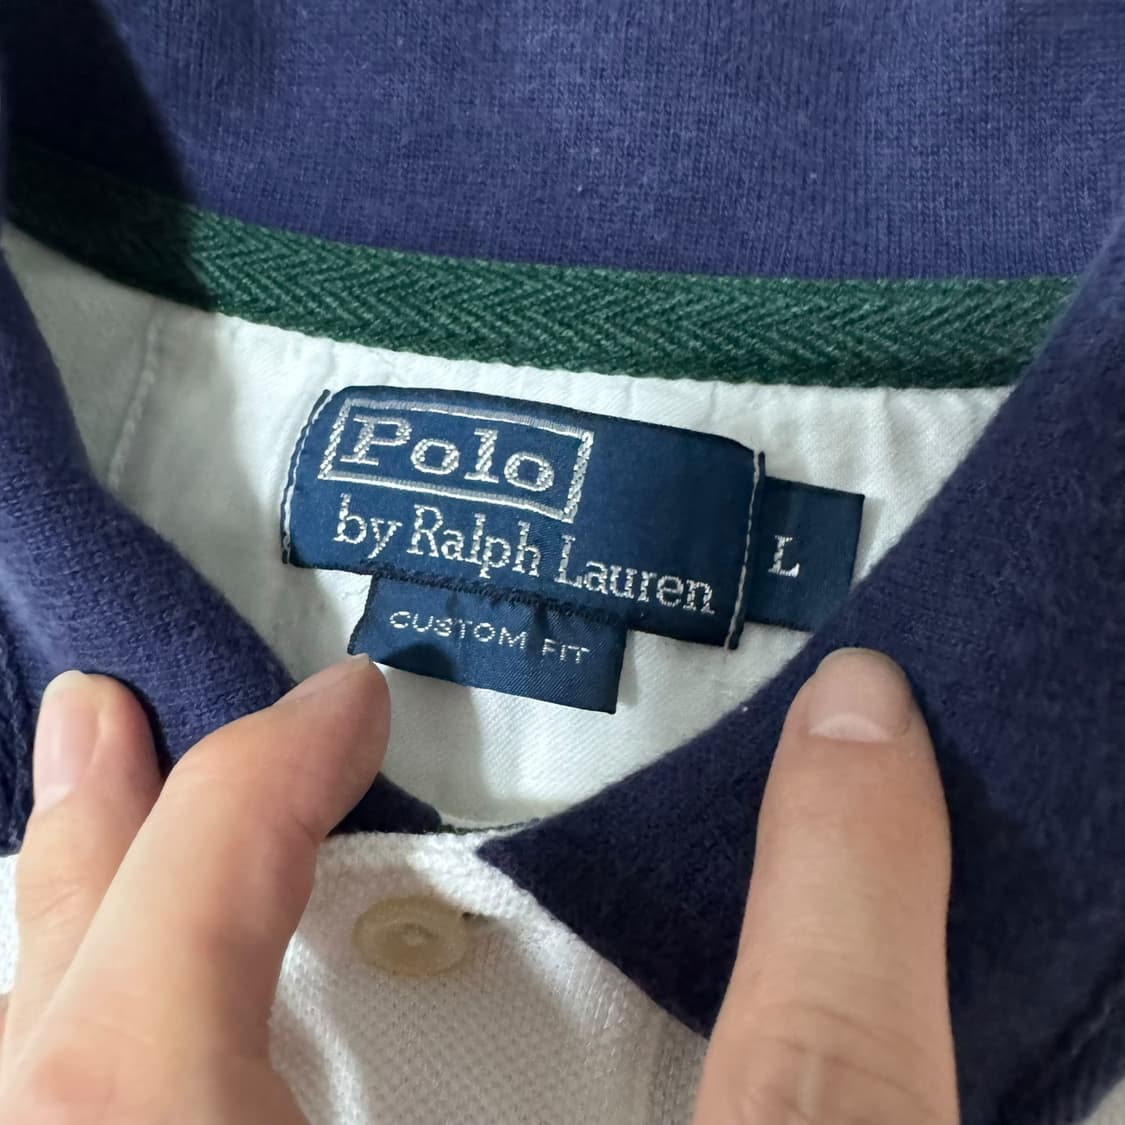 Polo
by Ralph Lauren
L
CUSTOM FIT